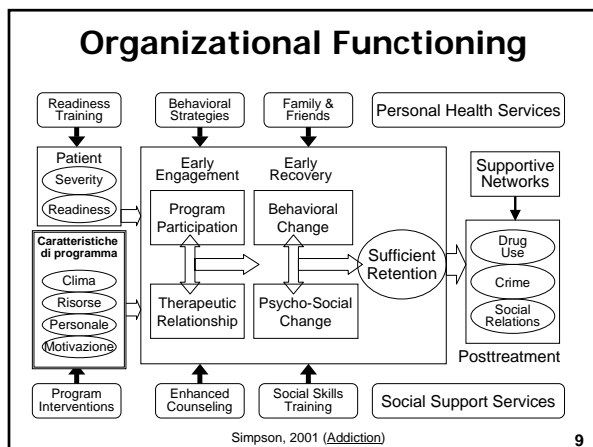 Organizational Functioning
Readiness
Training
Behavioral
Strategies
Family &
Friends
Personal Health Services
Patient
Severity
Readiness
Early
Engagement
Early
Recovery
Supportive
Networks
Program
Participation
Behavioral
Change
Caratteristiche
di programma
Clima
Risorse
Personale
Motivazione
Sufficient
Retention
Drug
Use
Crime
Social
Relations
Therapeutic
Relationship
Psycho-Social
Change
Posttreatment
Program
Interventions
Enhanced
Counseling
Social Skills
Training
Social Support Services
Simpson, 2001 (Addiction)
9